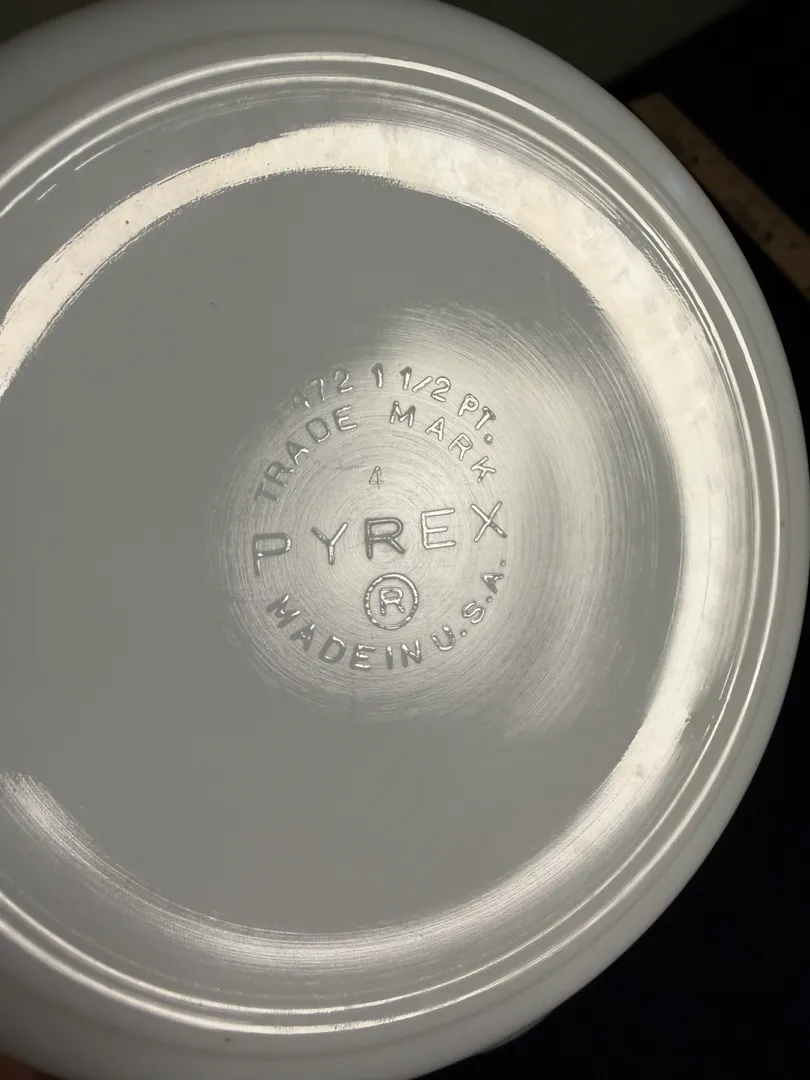 472 1 1/2 PT.
TRADE MARK
4
PYREX
®
MADE IN U.S.A.